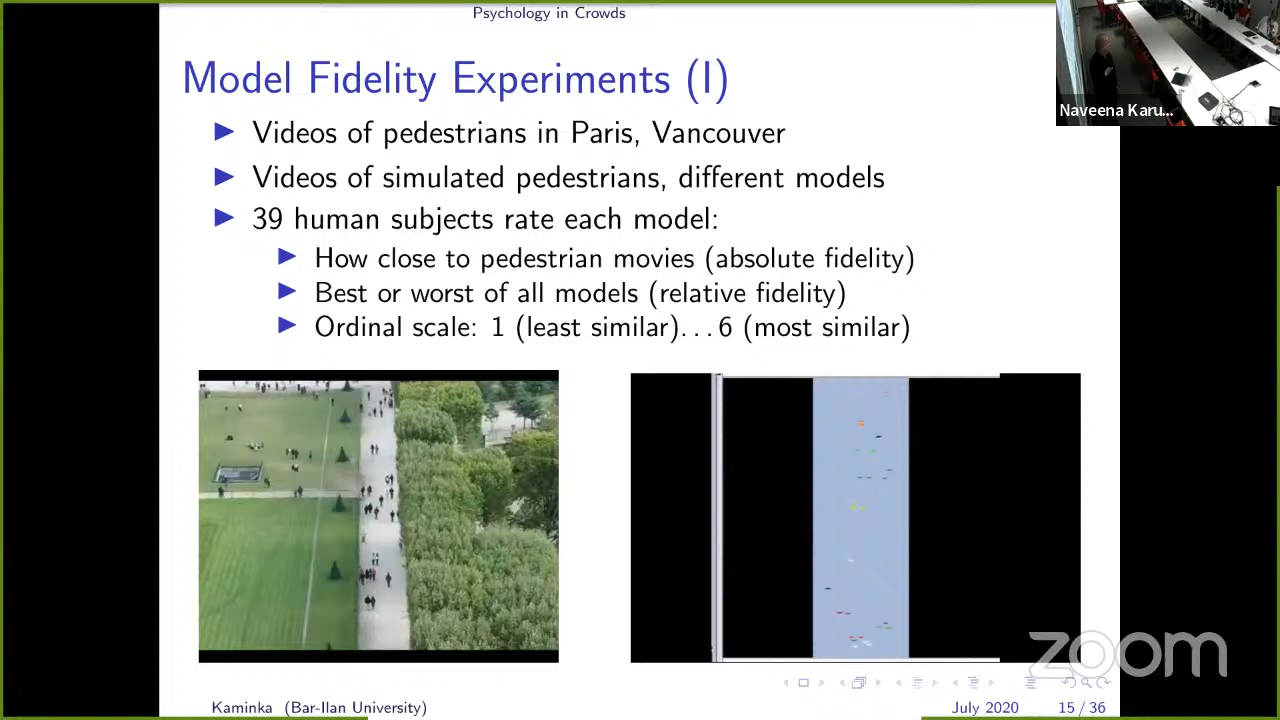 Psychology in Crowds
Model Fidelity Experiments (I)
Videos of pedestrians in Paris, Vancouver
Videos of simulated pedestrians, different models
39 human subjects rate each model:
How close to pedestrian movies (absolute fidelity)
Best or worst of all models (relative fidelity)
Ordinal scale: 1 (least similar)...6 (most similar)
Naveena Karu...
zoom
Kaminka (Bar-Ilan University)
July 2020
15 / 36